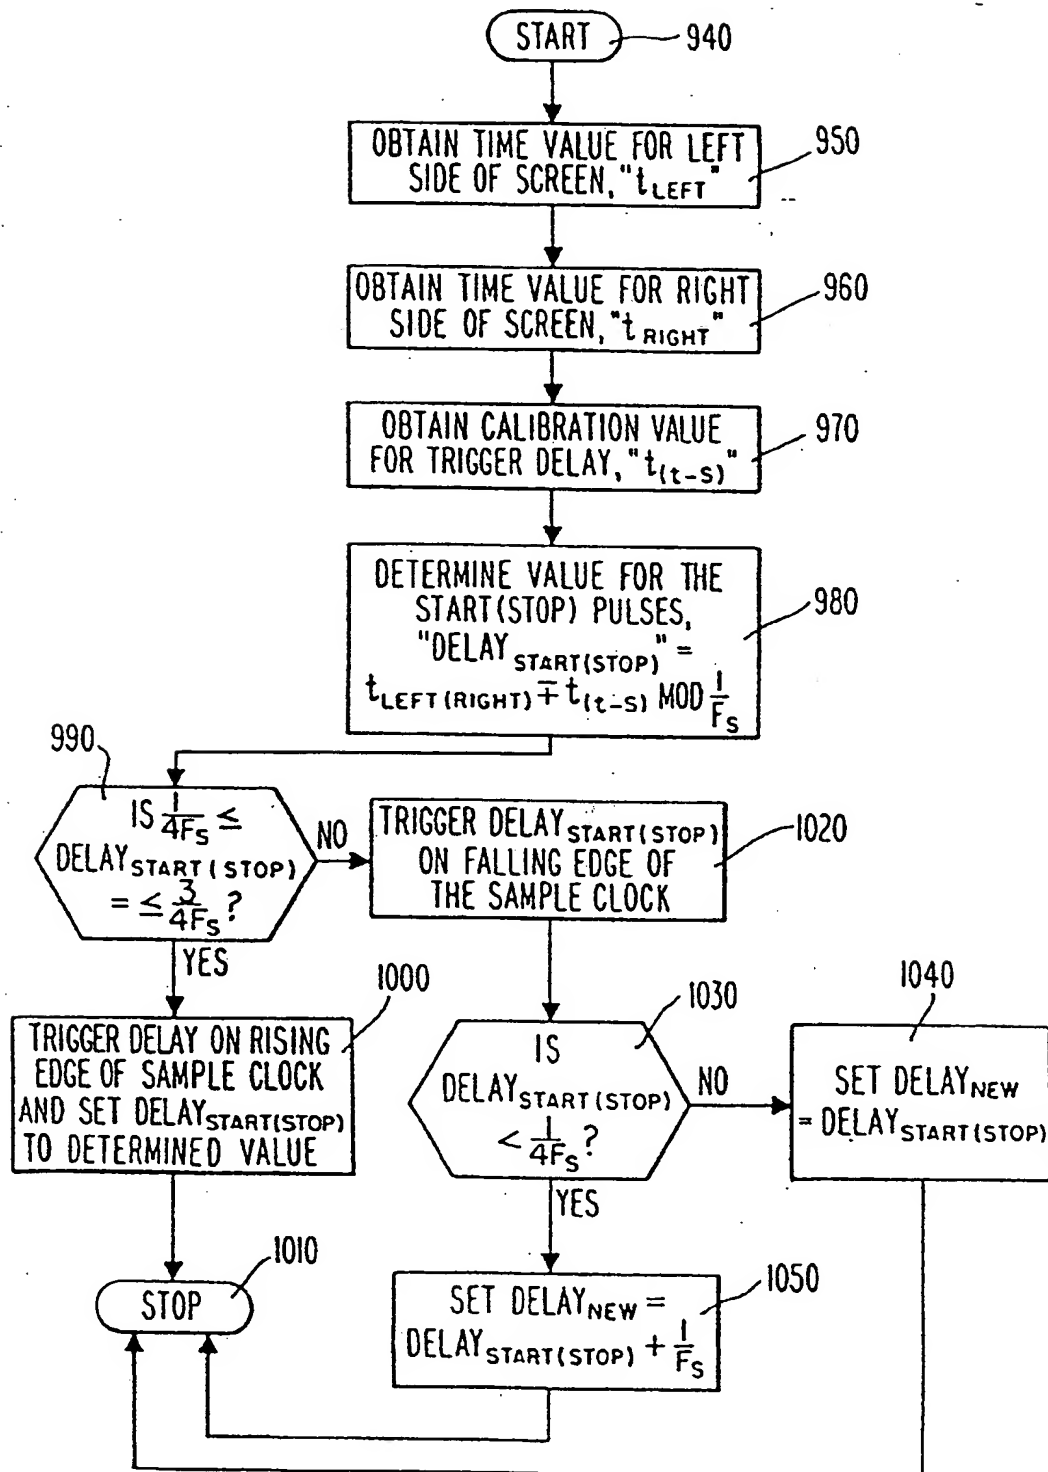 START
940
OBTAIN TIME VALUE FOR LEFT
SIDE OF SCREEN, "tLEFT"
950
OBTAIN TIME VALUE FOR RIGHT
SIDE OF SCREEN, "tRIGHT"
960
OBTAIN CALIBRATION VALUE
FOR TRIGGER DELAY, "t(t-S)"
970
DETERMINE VALUE FOR THE
START(STOP) PULSES,
"DELAYSTART(STOP)" =
tLEFT(RIGHT) ∓ t(t-S) MOD 1/FS
980
990
IS 1/4FS ≤
DELAYSTART(STOP)
= ≤ 3/4FS ?
NO
YES
TRIGGER DELAYSTART(STOP)
ON FALLING EDGE OF
THE SAMPLE CLOCK
1020
1000
TRIGGER DELAY ON RISING
EDGE OF SAMPLE CLOCK
AND SET DELAYSTART(STOP)
TO DETERMINED VALUE
1030
IS
DELAYSTART(STOP)
< 1/4FS ?
NO
YES
1040
SET DELAYNEW
= DELAYSTART(STOP)
1010
STOP
1050
SET DELAYNEW =
DELAYSTART(STOP) + 1/FS